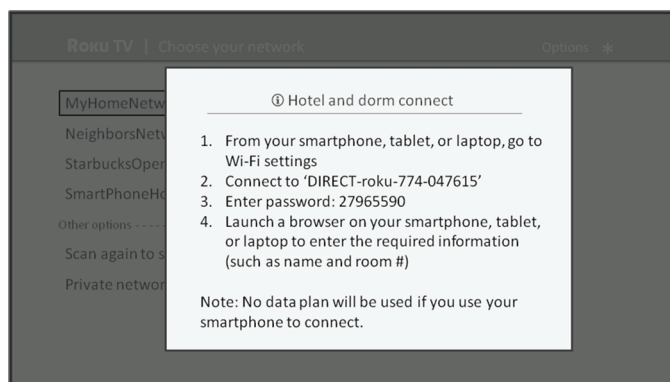 ROKU TV | Choose your network
Options ✱
MyHomeNetw
NeighborsNetw
StarbucksOper
SmartPhoneHo
Other options -----
Scan again to s
Private networ
ⓘ Hotel and dorm connect
1. From your smartphone, tablet, or laptop, go to
Wi-Fi settings
2. Connect to ‘DIRECT-roku-774-047615’
3. Enter password: 27965590
4. Launch a browser on your smartphone, tablet,
or laptop to enter the required information
(such as name and room #)
Note: No data plan will be used if you use your
smartphone to connect.